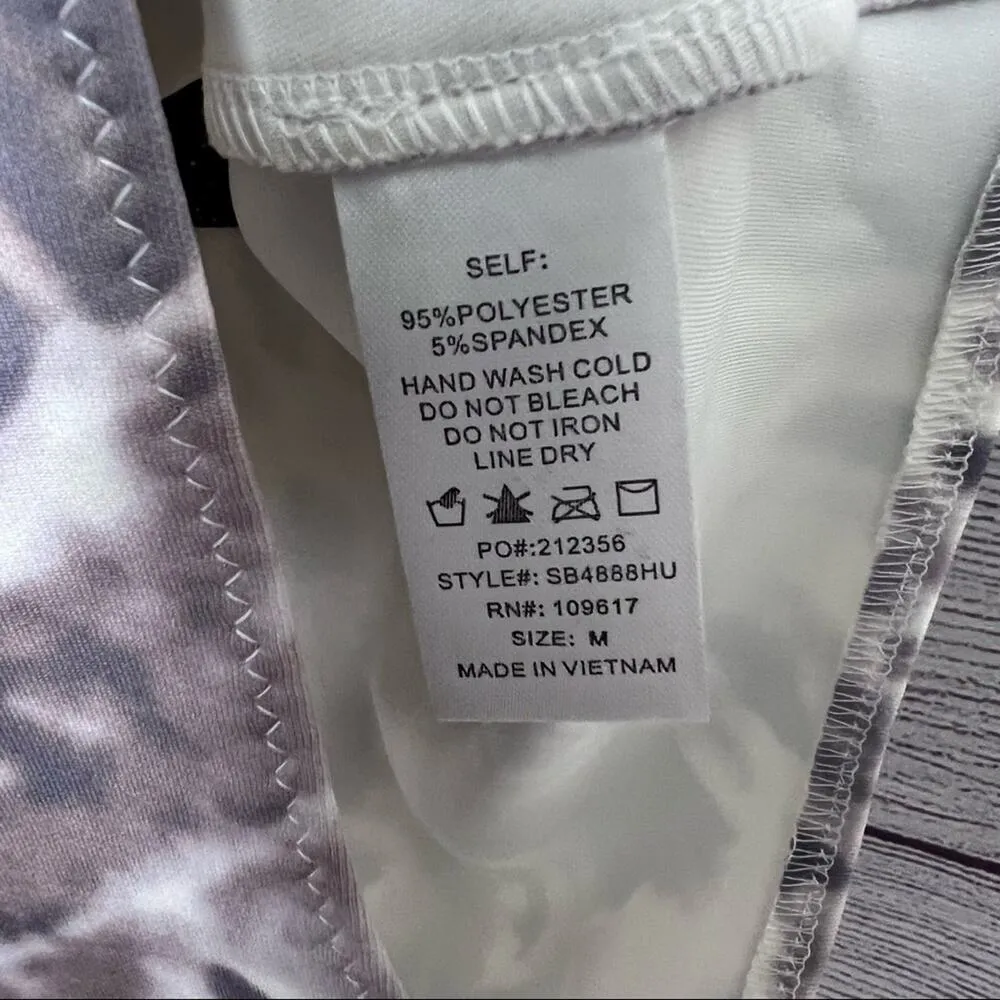 SELF:
95%POLYESTER
5%SPANDEX
HAND WASH COLD
DO NOT BLEACH
DO NOT IRON
LINE DRY
PO#:212356
STYLE#: SB4888HU
RN#: 109617
SIZE: M
MADE IN VIETNAM